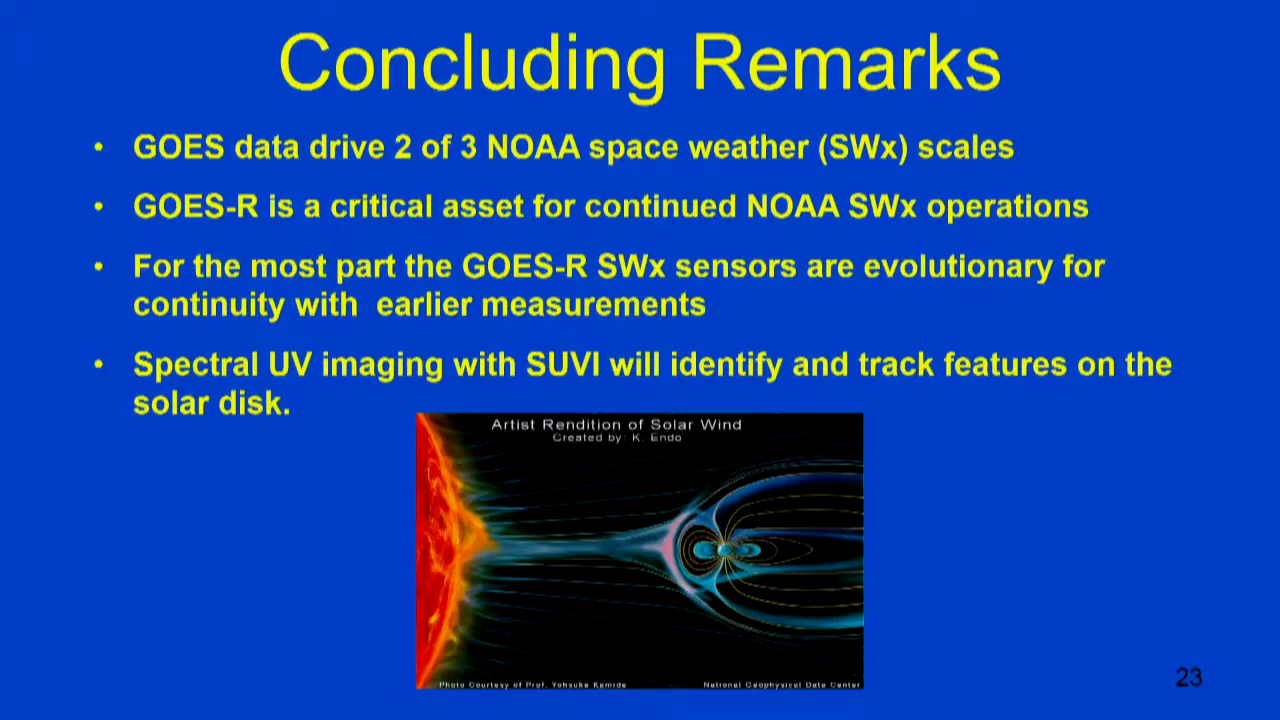 Concluding Remarks
• GOES data drive 2 of 3 NOAA space weather (SWx) scales
• GOES-R is a critical asset for continued NOAA SWx operations
• For the most part the GOES-R SWx sensors are evolutionary for
continuity with earlier measurements
• Spectral UV imaging with SUVI will identify and track features on the
solar disk.
Artist Rendition of Solar Wind
Created by: K. Endo
Photo Courtesy of Prof. Yohsuke Kamide
National Geophysical Data Center
23